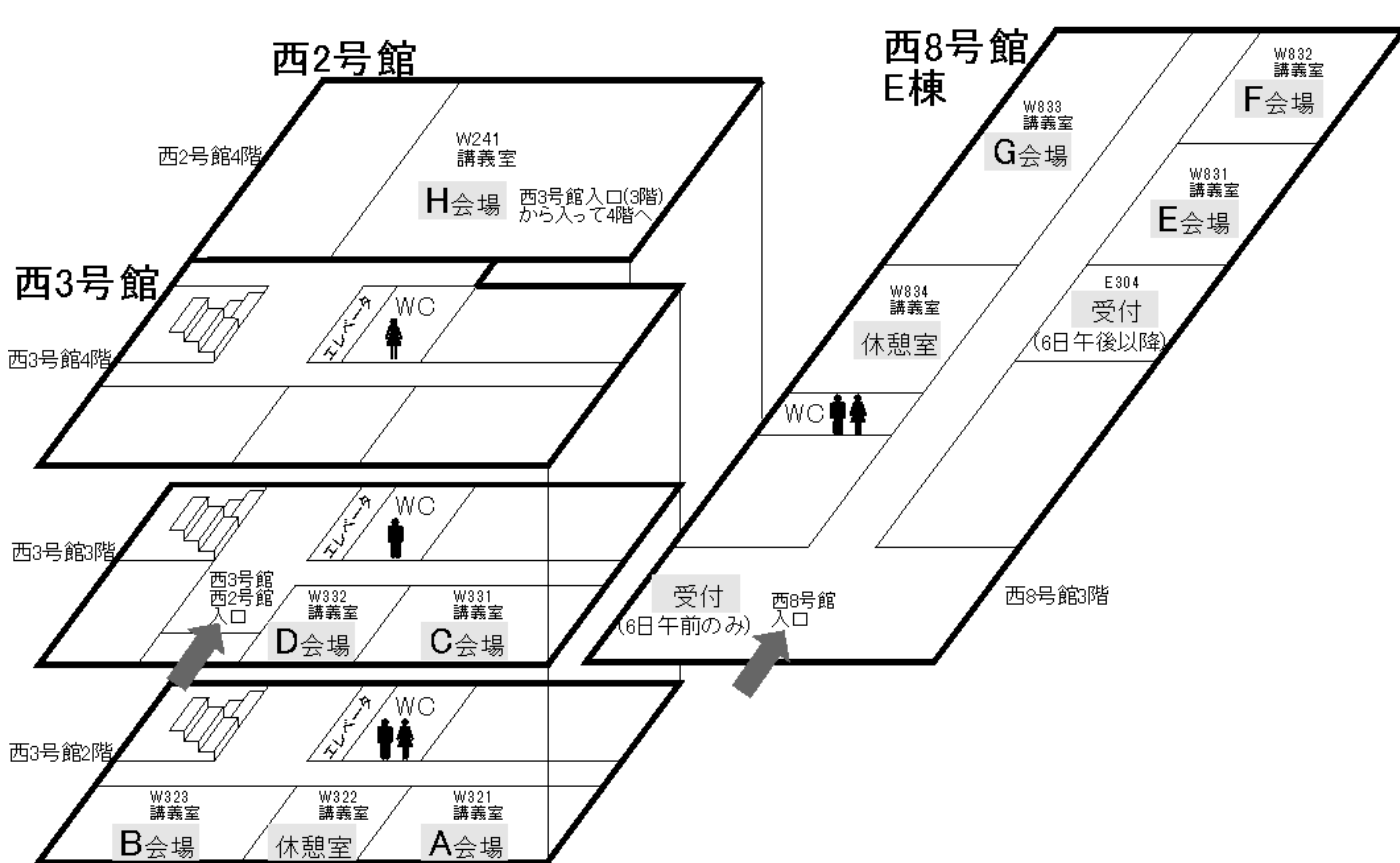 西2号館
西2号館4階
W241
講義室
H会場
西3号館入口(3階)
から入って4階へ
西3号館
エレベータ
WC
西3号館4階
西3号館3階
エレベータ
WC
西3号館
西2号館
入口
W332
講義室
D会場
W331
講義室
C会場
西3号館2階
エレベータ
WC
W323
講義室
B会場
W322
講義室
休憩室
W321
講義室
A会場
西8号館
E棟
W832
講義室
F会場
W833
講義室
G会場
W831
講義室
E会場
E304
受付
(6日午後以降)
W834
講義室
休憩室
WC
受付
(6日午前のみ)
西8号館
入口
西8号館3階